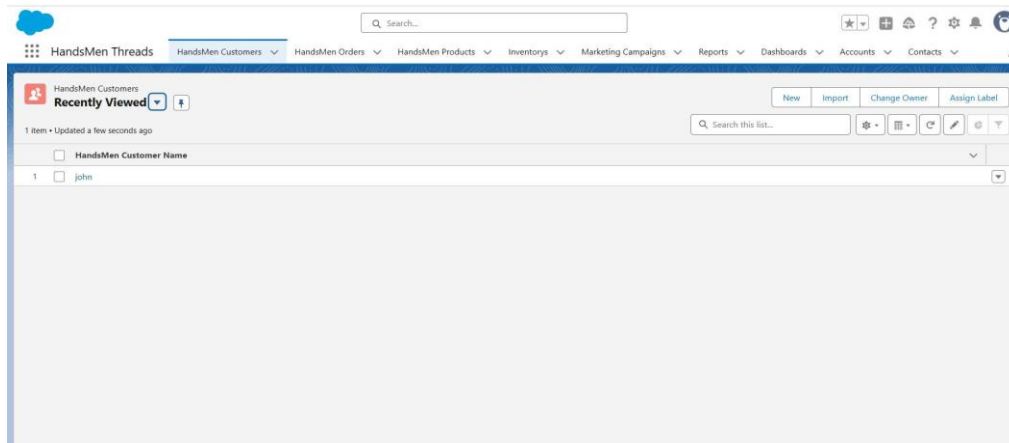 Search...
HandsMen Threads HandsMen Customers HandsMen Orders HandsMen Products Inventorys Marketing Campaigns Reports Dashboards Accounts Contacts
HandsMen Customers
Recently Viewed
New Import Change Owner Assign Label
1 item • Updated a few seconds ago
Search this list...
HandsMen Customer Name
1 john